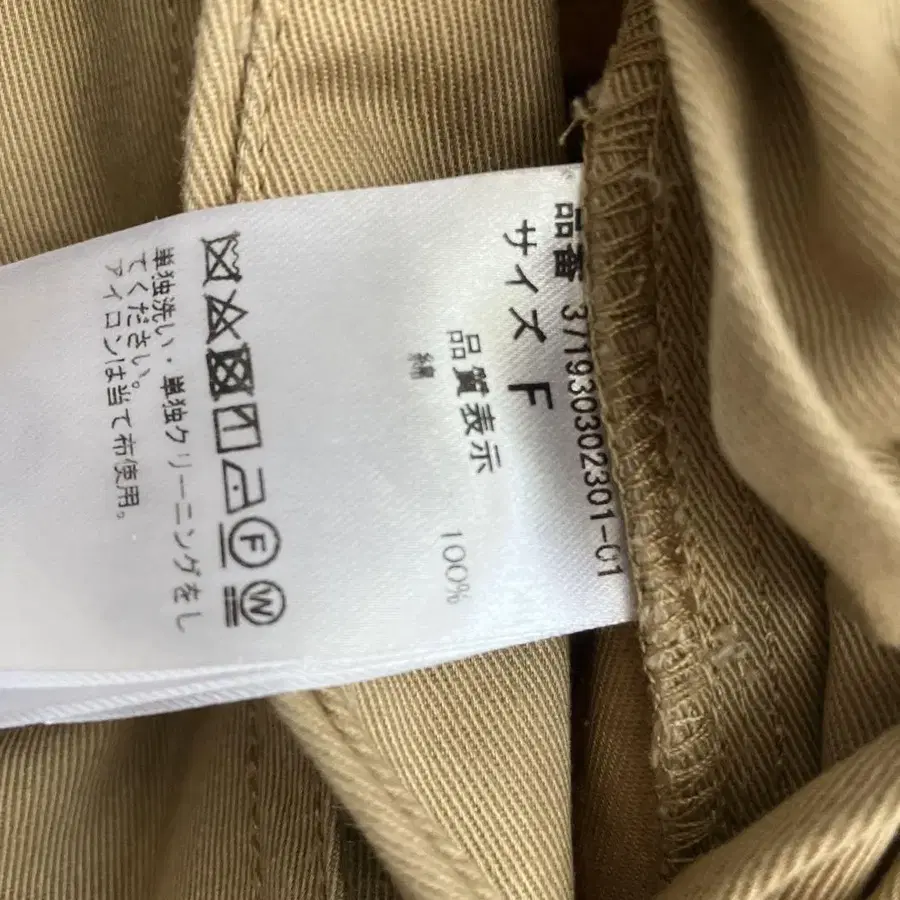 品番 371930302301-01
サイズ F
品質表示
綿 100%
F W
単独洗い・単独クリーニングをし
てください。
アイロンは当て布使用。